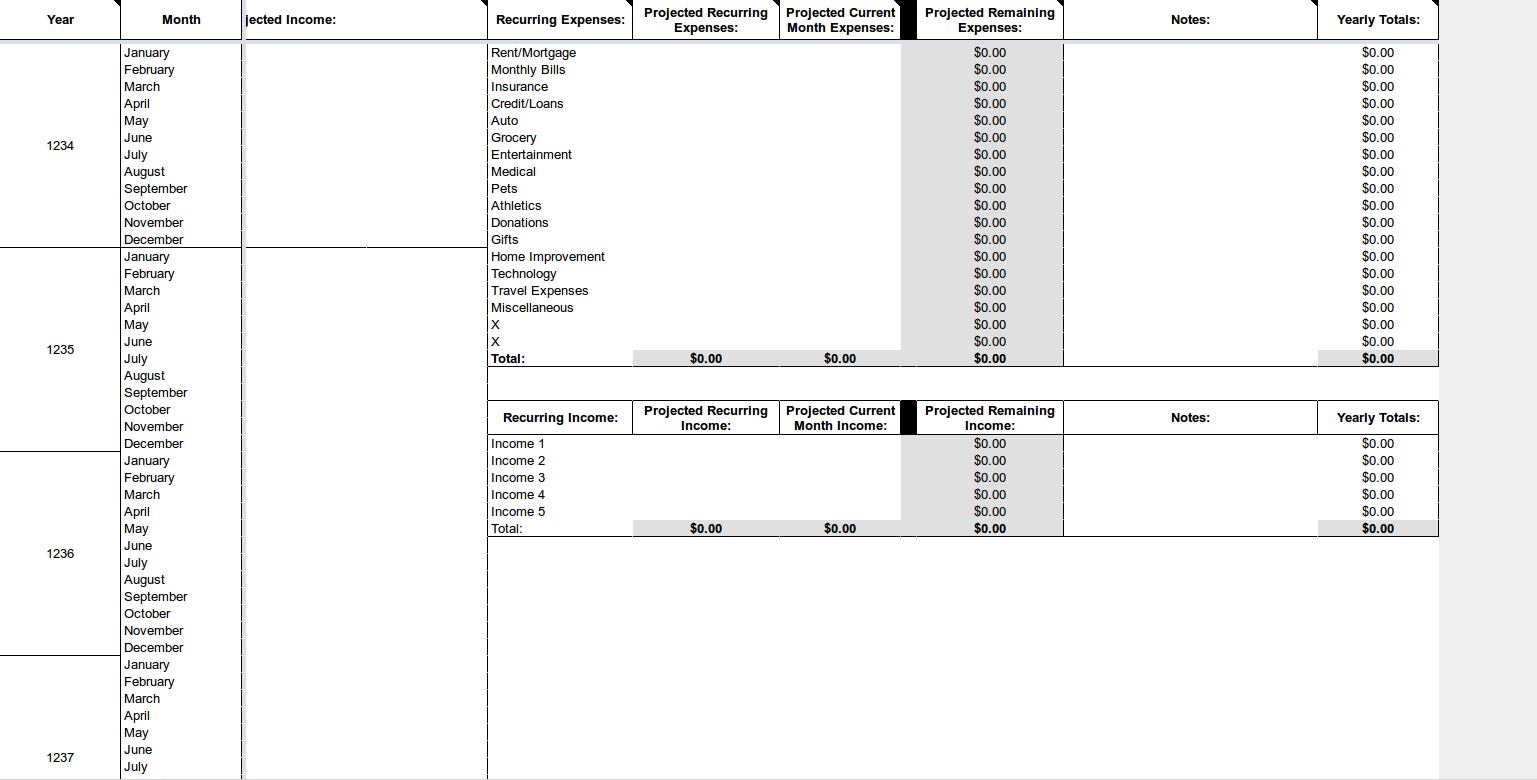 Year Month jected Income: Recurring Expenses: Projected Recurring Expenses: Projected Current Month Expenses: Projected Remaining Expenses: Notes: Yearly Totals:
January Rent/Mortgage $0.00 $0.00
February Monthly Bills $0.00 $0.00
March Insurance $0.00 $0.00
April Credit/Loans $0.00 $0.00
May Auto $0.00 $0.00
1234 June Grocery $0.00 $0.00
July Entertainment $0.00 $0.00
August Medical $0.00 $0.00
September Pets $0.00 $0.00
October Athletics $0.00 $0.00
November Donations $0.00 $0.00
December Gifts $0.00 $0.00
January Home Improvement $0.00 $0.00
February Technology $0.00 $0.00
March Travel Expenses $0.00 $0.00
April Miscellaneous $0.00 $0.00
May X $0.00 $0.00
1235 June X $0.00 $0.00
July Total: $0.00 $0.00 $0.00 $0.00
August
September
October Recurring Income: Projected Recurring Income: Projected Current Month Income: Projected Remaining Income: Notes: Yearly Totals:
November
December Income 1 $0.00 $0.00
January Income 2 $0.00 $0.00
February Income 3 $0.00 $0.00
March Income 4 $0.00 $0.00
April Income 5 $0.00 $0.00
May Total: $0.00 $0.00 $0.00 $0.00
1236 June
July
August
September
October
November
December
January
February
March
April
May
1237 June
July